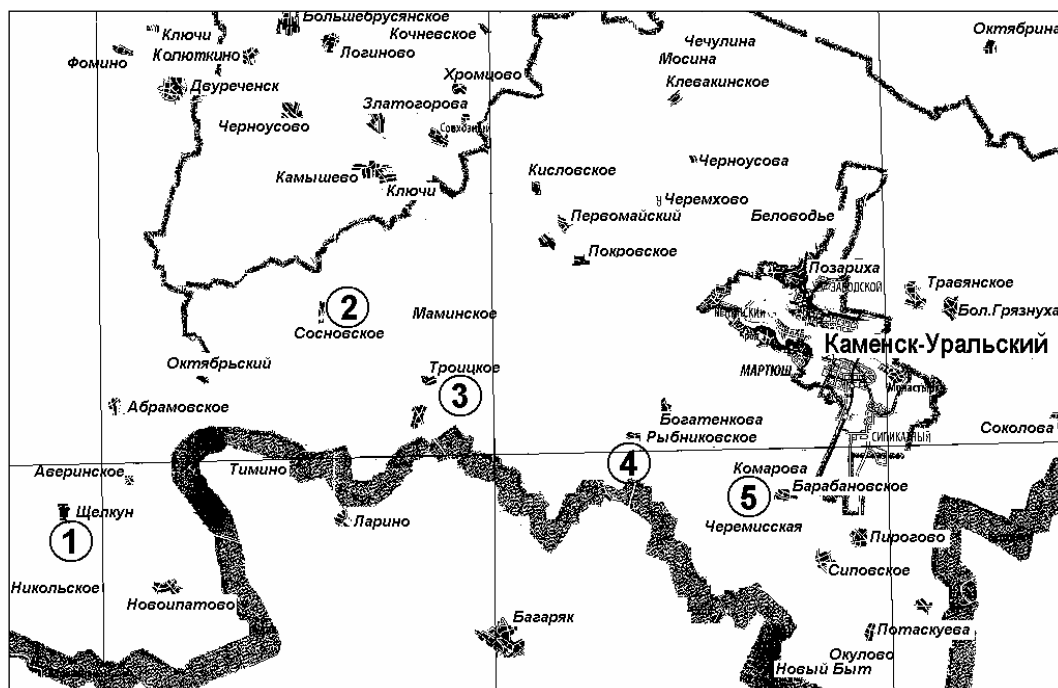 Большебрусянское
Ключи
Кочневское
Октябрина
Фомино
Колюткино
Логиново
Чечулина
Мосина
Двуреченск
Хромцово
Клевакинское
Златогорова
Черноусово
Совхозный
Камышево
Ключи
Кисловское
Черноусова
Черемхово
Первомайский
Беловодье
Покровское
Позариха
Травянское
2
Сосновское
Маминское
Бол.Грязнуха
Каменск-Уральский
Октябрьский
Троицкое
МАРТЮШ
Монастырка
3
Абрамовское
Богатенкова
Рыбниковское
Соколова
СИЛИКАТНЫЙ
Аверинское
Тимино
4
Комарова
5
Барабановское
Щелкун
1
Ларино
Черемисская
Пирогово
Сиповское
Никольское
Новоипатово
Багаряк
Потаскуева
Окулово
Новый Быт